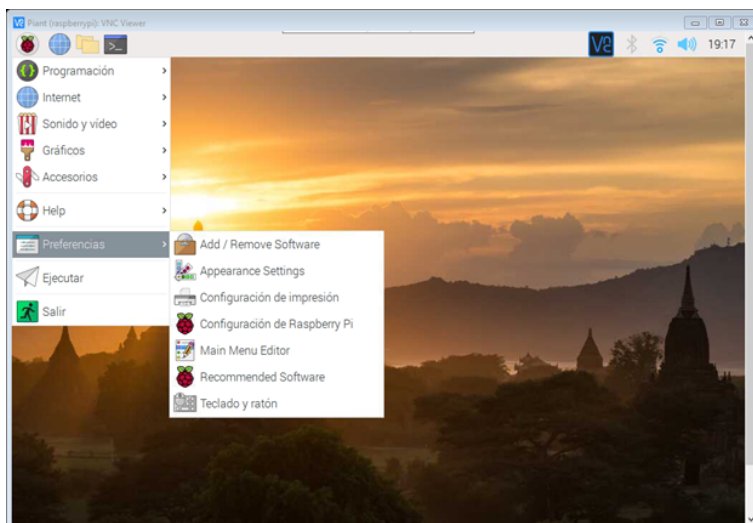 Piant (raspberrypi): VNC Viewer
19:17
Programación
Internet
Sonido y vídeo
Gráficos
Accesorios
Help
Preferencias
Ejecutar
Salir
Add / Remove Software
Appearance Settings
Configuración de impresión
Configuración de Raspberry Pi
Main Menu Editor
Recommended Software
Teclado y ratón